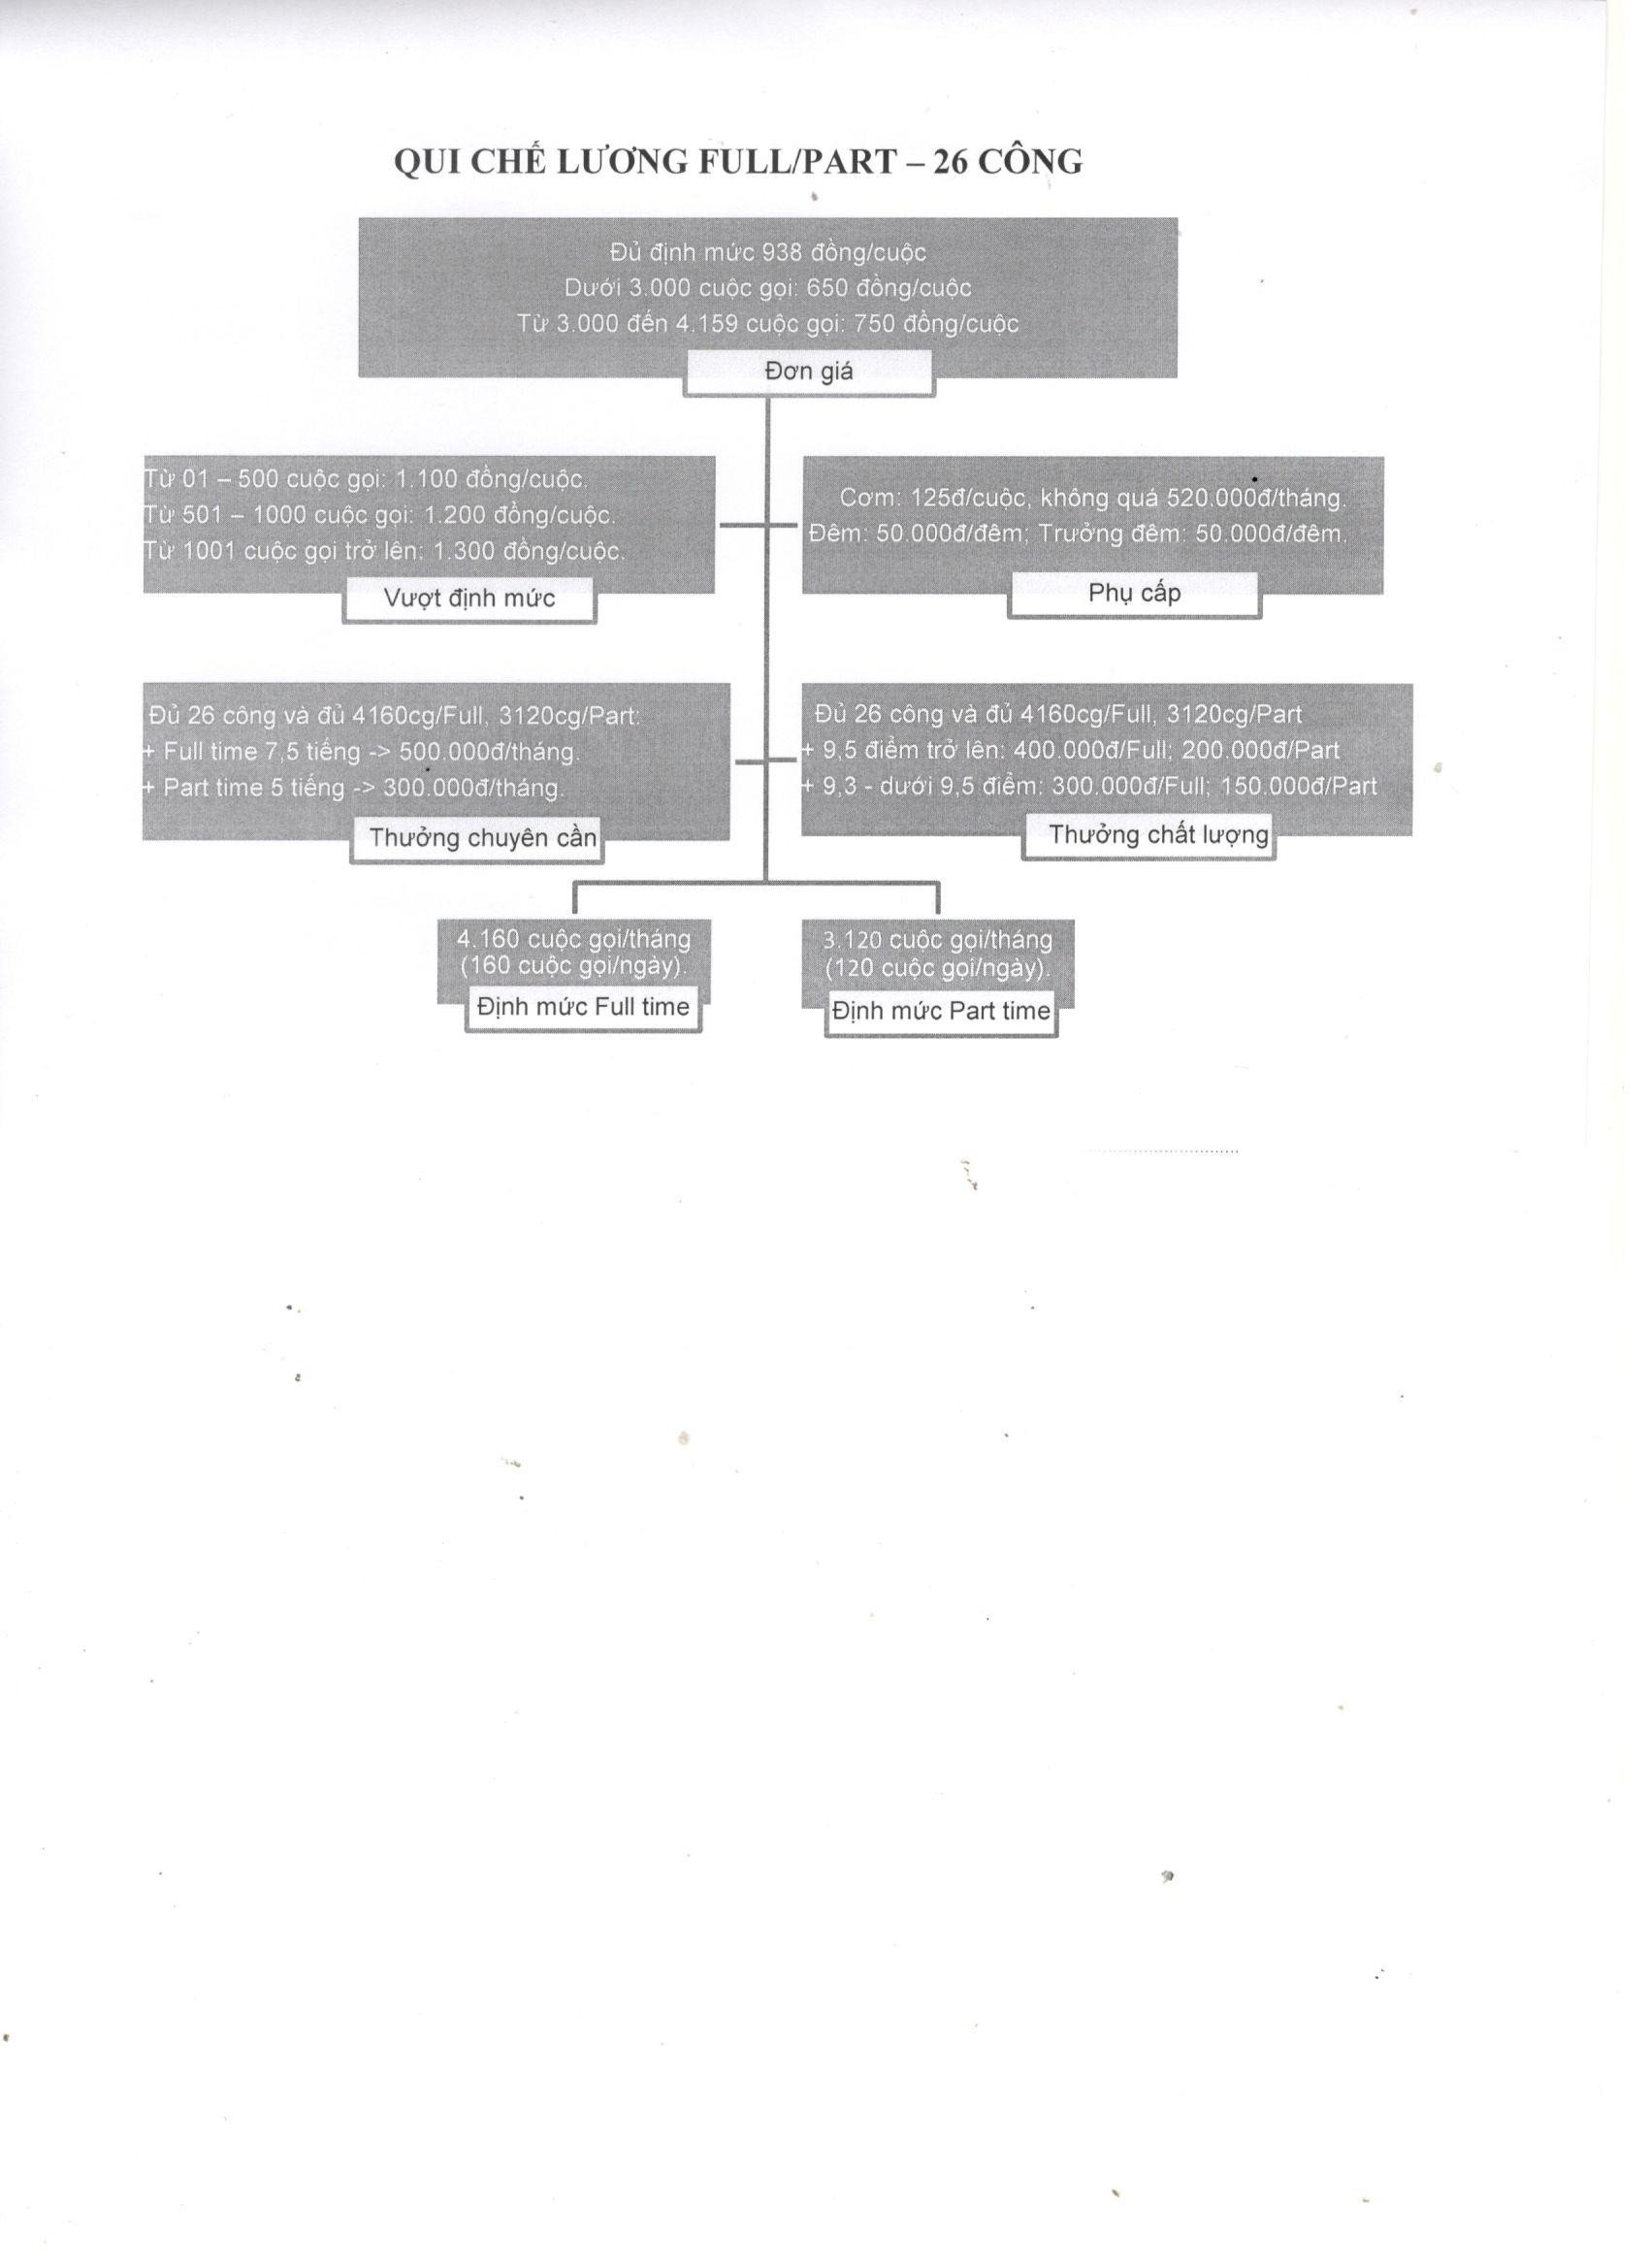 QUI CHẾ LƯƠNG FULL/PART – 26 CÔNG
Đủ định mức 938 đồng/cuộc
Dưới 3.000 cuộc gọi: 650 đồng/cuộc
Từ 3.000 đến 4.159 cuộc gọi: 750 đồng/cuộc
Đơn giá
Từ 01 – 500 cuộc gọi: 1.100 đồng/cuộc.
Từ 501 – 1000 cuộc gọi: 1.200 đồng/cuộc.
Từ 1001 cuộc gọi trở lên: 1.300 đồng/cuộc.
Vượt định mức
Cơm: 125đ/cuộc, không quá 520.000đ/tháng.
Đêm: 50.000đ/đêm; Trưởng đêm: 50.000đ/đêm.
Phụ cấp
Đủ 26 công và đủ 4160cg/Full, 3120cg/Part:
+ Full time 7,5 tiếng -> 500.000đ/tháng.
+ Part time 5 tiếng -> 300.000đ/tháng.
Thưởng chuyên cần
Đủ 26 công và đủ 4160cg/Full, 3120cg/Part
+ 9,5 điểm trở lên: 400.000đ/Full; 200.000đ/Part
+ 9,3 - dưới 9,5 điểm: 300.000đ/Full; 150.000đ/Part
Thưởng chất lượng
4.160 cuộc gọi/tháng
(160 cuộc gọi/ngày).
Định mức Full time
3.120 cuộc gọi/tháng
(120 cuộc gọi/ngày).
Định mức Part time